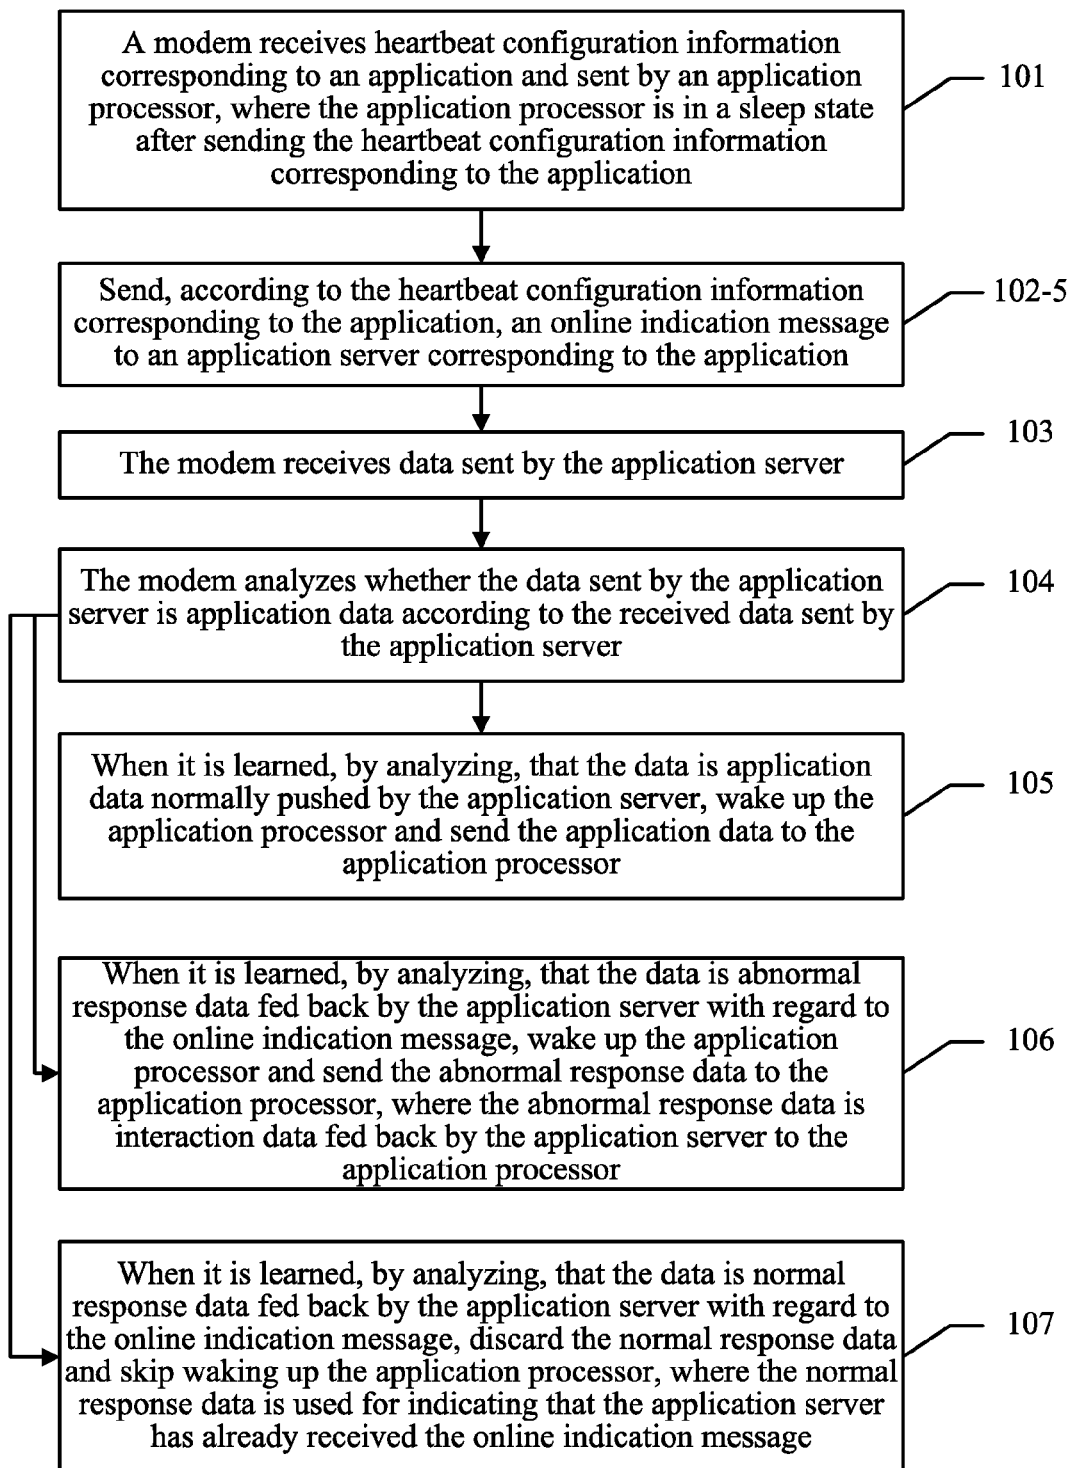 A modem receives heartbeat configuration information
corresponding to an application and sent by an application
processor, where the application processor is in a sleep state
after sending the heartbeat configuration information
corresponding to the application
101
Send, according to the heartbeat configuration information
corresponding to the application, an online indication message
to an application server corresponding to the application
102-5
The modem receives data sent by the application server
103
The modem analyzes whether the data sent by the application
server is application data according to the received data sent by
the application server
104
When it is learned, by analyzing, that the data is application
data normally pushed by the application server, wake up the
application processor and send the application data to the
application processor
105
When it is learned, by analyzing, that the data is abnormal
response data fed back by the application server with regard to
the online indication message, wake up the application
processor and send the abnormal response data to the
application processor, where the abnormal response data is
interaction data fed back by the application server to the
application processor
106
When it is learned, by analyzing, that the data is normal
response data fed back by the application server with regard to
the online indication message, discard the normal response data
and skip waking up the application processor, where the normal
response data is used for indicating that the application server
has already received the online indication message
107